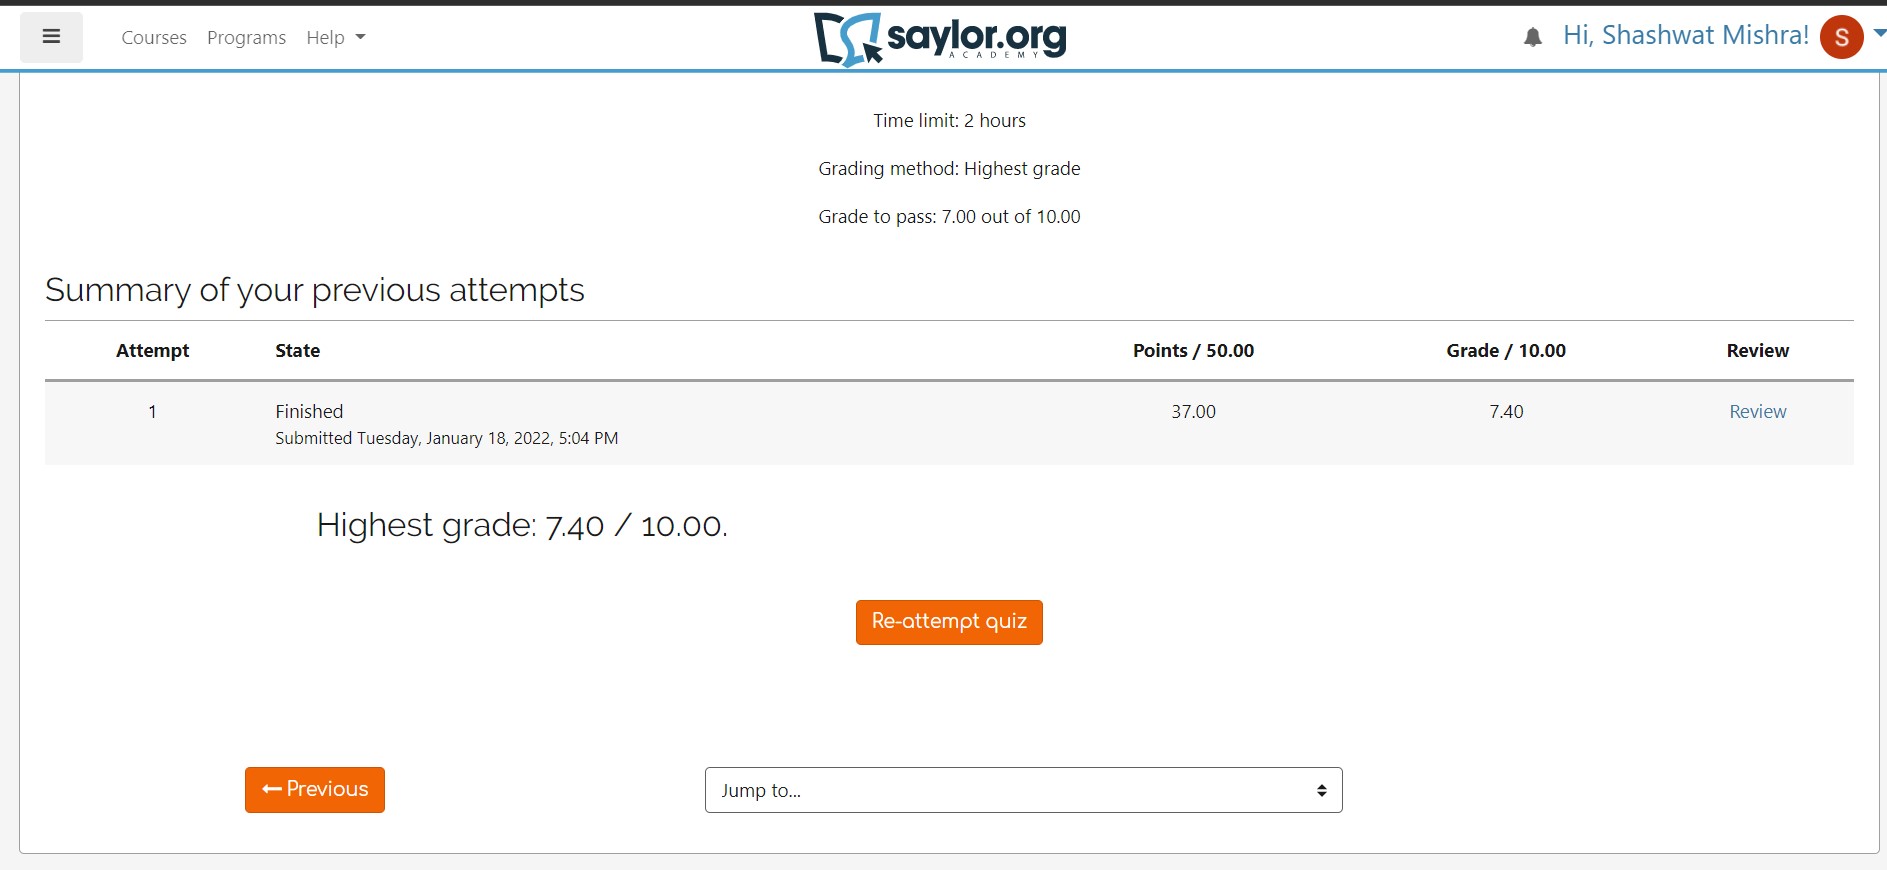 Courses Programs Help
saylor.org
ACADEMY
Hi, Shashwat Mishra!
S
Time limit: 2 hours
Grading method: Highest grade
Grade to pass: 7.00 out of 10.00
Summary of your previous attempts
Attempt State Points / 50.00 Grade / 10.00 Review
1 Finished 37.00 7.40 Review
Submitted Tuesday, January 18, 2022, 5:04 PM
Highest grade: 7.40 / 10.00.
Re-attempt quiz
Previous
Jump to...